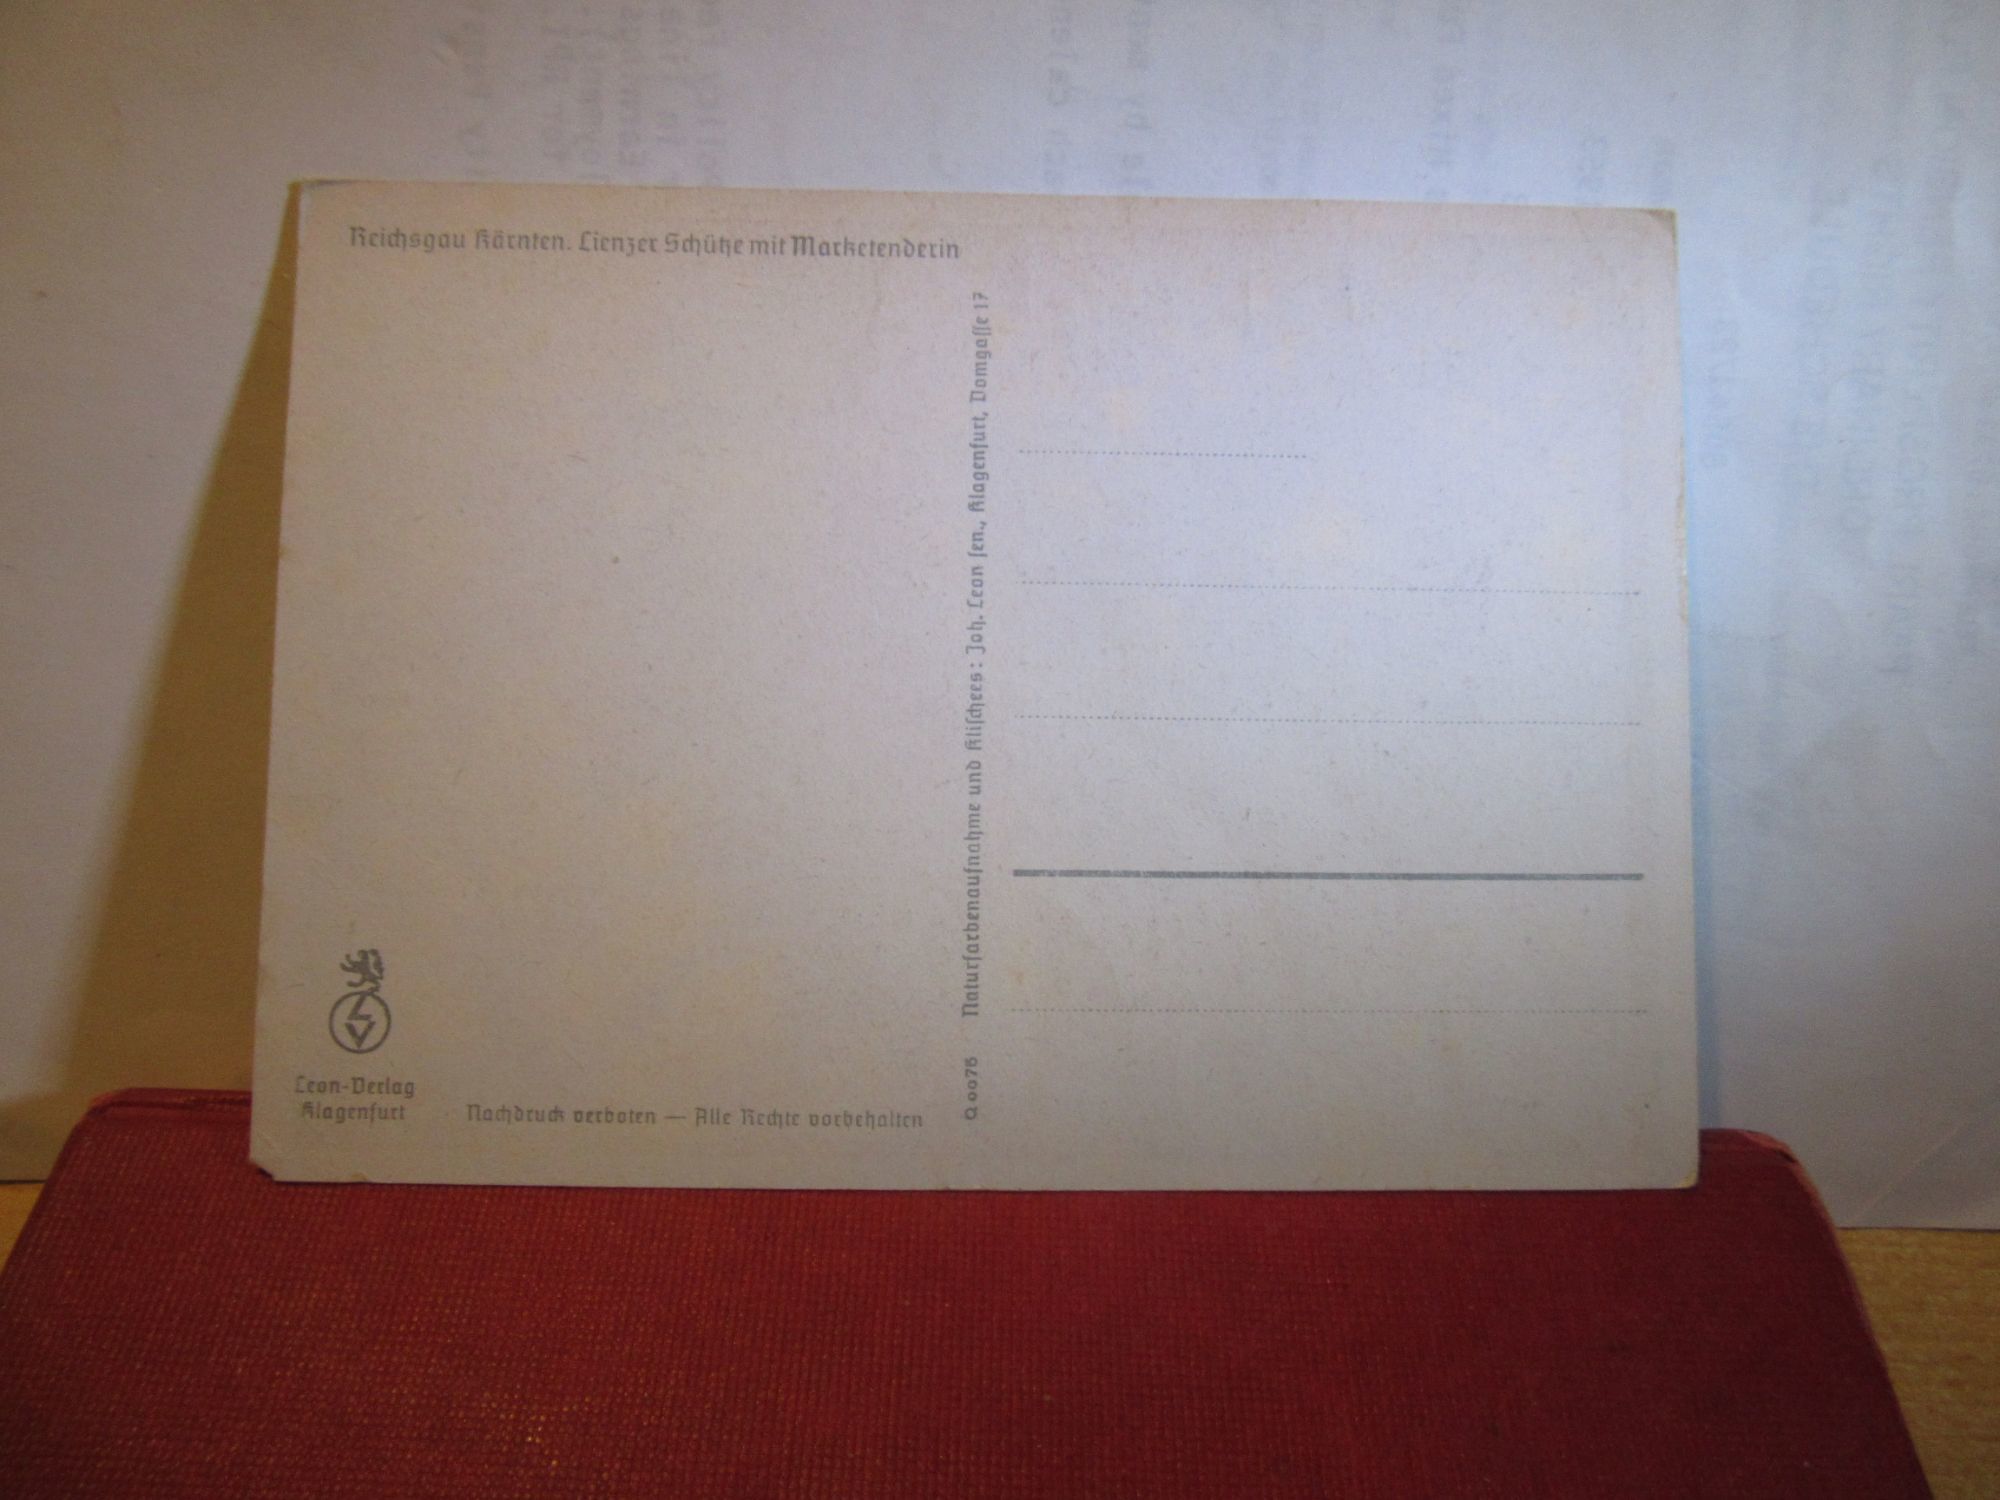 Reichsgau Kärnten. Lienzer Schütze mit Marketenderin
Q 0075 Naturfarbenaufnahme und Klischees: Joh. Leon sen., Klagenfurt, Domgasse 17
Leon-Verlag
Klagenfurt
Nachdruck verboten — Alle Rechte vorbehalten